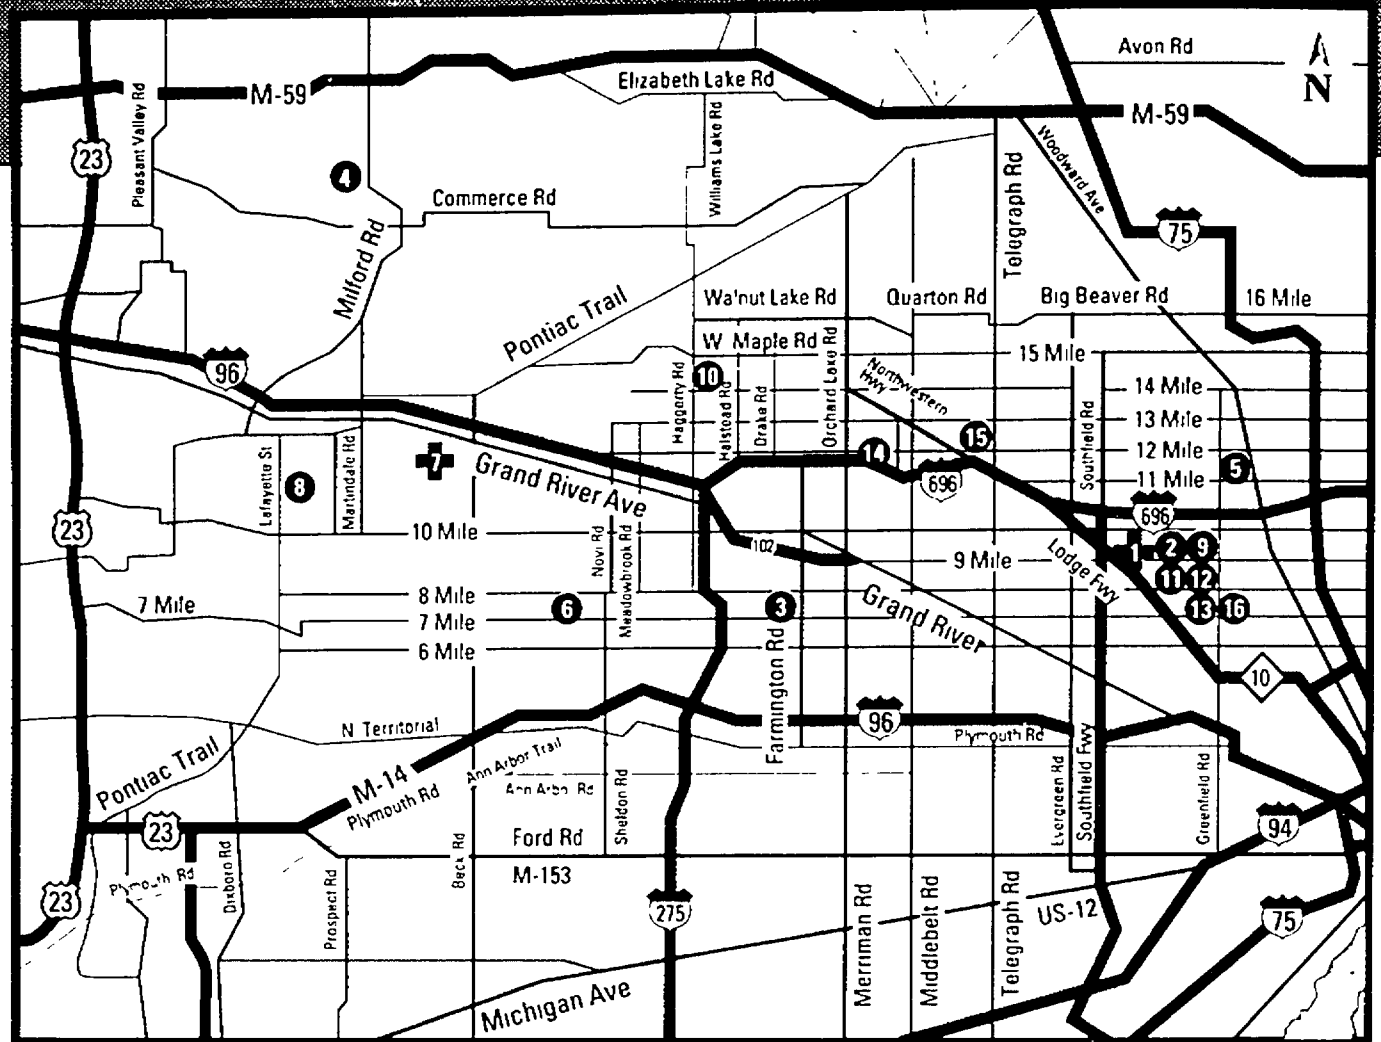 Avon Rd
N
Elizabeth Lake Rd
M-59
M-59
Pleasant Valley Rd
23
Williams Lake Rd
Woodward Ave
Telegraph Rd
4
Commerce Rd
Milford Rd
75
Pontiac Trail
Wa'nut Lake Rd
Quarton Rd
Big Beaver Rd
16 Mile
W Maple Rd
15 Mile
96
10
Haggerty Rd
Halstead Rd
Drake Rd
Orchard Lake Rd
Northwestern
Hwy
14 Mile
13 Mile
12 Mile
11 Mile
Southfield Rd
15
14
5
7
8
Lafayette St
Martindale Rd
Grand River Ave
696
696
23
10 Mile
Novi Rd
Meadowbrook Rd
102
9 Mile
Lodge Fwy
1
2
9
11
12
13
16
7 Mile
8 Mile
7 Mile
6 Mile
6
3
Grand River
Farmington Rd
10
N Territorial
96
Plymouth Rd
Pontiac Trail
M-14
Plymouth Rd
Ann Arbor Trail
Ann Arbo Rd
Sheldon Rd
Evergreen Rd
Southfield Fwy
Greenfield Rd
94
23
Ford Rd
M-153
Beck Rd
Plymouth Rd
Dixboro Rd
Prospect Rd
23
275
Merriman Rd
Middlebelt Rd
Telegraph Rd
US-12
75
Michigan Ave